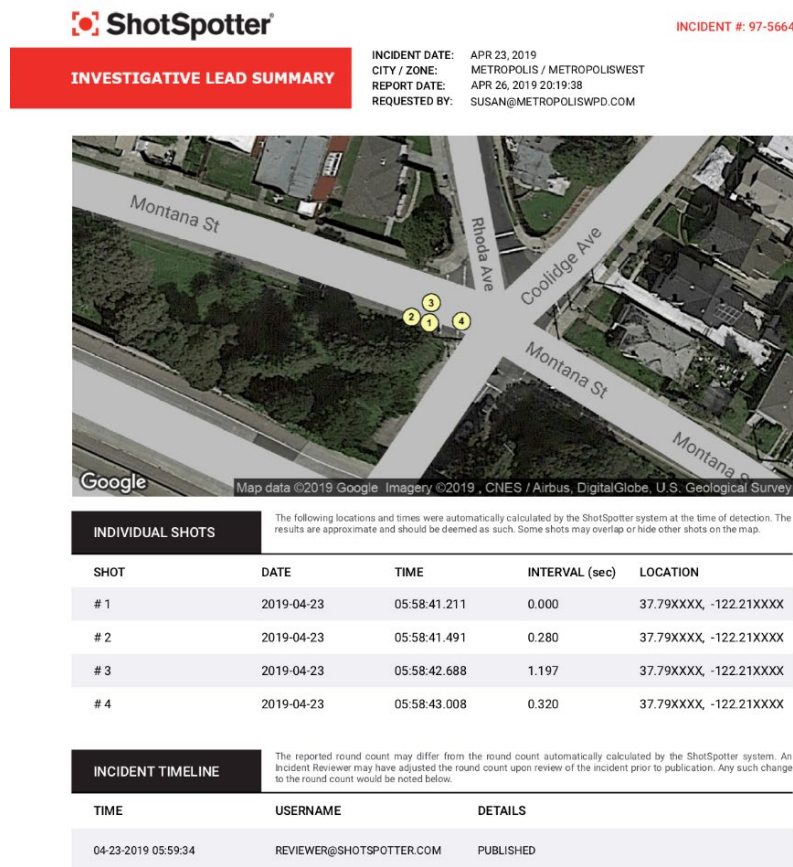 ShotSpotter®
INCIDENT #: 97-5664
INVESTIGATIVE LEAD SUMMARY
INCIDENT DATE: APR 23, 2019
CITY / ZONE: METROPOLIS / METROPOLISWEST
REPORT DATE: APR 26, 2019 20:19:38
REQUESTED BY: SUSAN@METROPOLISWPD.COM
Montana St
Rhoda Ave
Coolidge Ave
3
2
1
4
Montana St
Montana S
Google
Map data ©2019 Google Imagery ©2019 , CNES / Airbus, DigitalGlobe, U.S. Geological Survey
INDIVIDUAL SHOTS
The following locations and times were automatically calculated by the ShotSpotter system at the time of detection. The
results are approximate and should be deemed as such. Some shots may overlap or hide other shots on the map.
SHOT DATE TIME INTERVAL (sec) LOCATION
# 1 2019-04-23 05:58:41.211 0.000 37.79XXXX, -122.21XXXX
# 2 2019-04-23 05:58:41.491 0.280 37.79XXXX, -122.21XXXX
# 3 2019-04-23 05:58:42.688 1.197 37.79XXXX, -122.21XXXX
# 4 2019-04-23 05:58:43.008 0.320 37.79XXXX, -122.21XXXX
INCIDENT TIMELINE
The reported round count may differ from the round count automatically calculated by the ShotSpotter system. An
Incident Reviewer may have adjusted the round count upon review of the incident prior to publication. Any such change
to the round count would be noted below.
TIME USERNAME DETAILS
04-23-2019 05:59:34 REVIEWER@SHOTSPOTTER.COM PUBLISHED